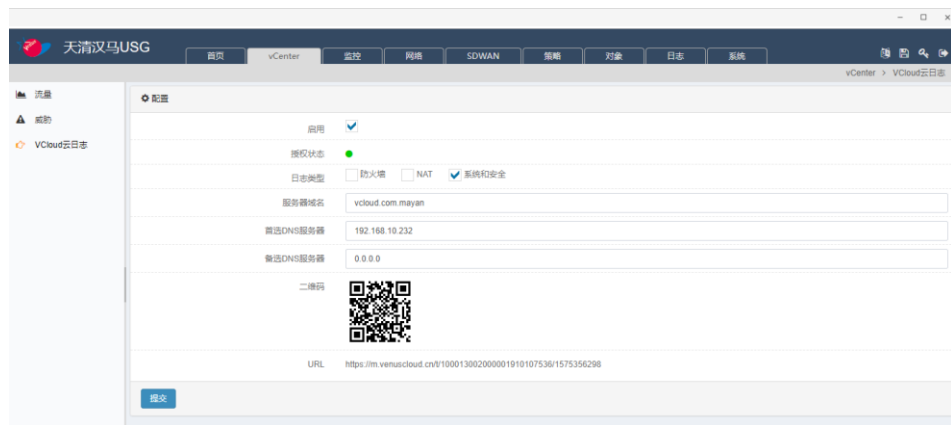 天清汉马USG
首页 vCenter 监控 网络 SDWAN 策略 对象 日志 系统
vCenter > VCloud云日志
流量
威胁
VCloud云日志
配置
启用
授权状态
日志类型 防火墙 NAT 系统和安全
服务器域名 vcloud.com.mayan
首选DNS服务器 192.168.10.232
备选DNS服务器 0.0.0.0
二维码
URL https://m.venuscloud.cn/t/100013002000001910107536/1575356298
提交